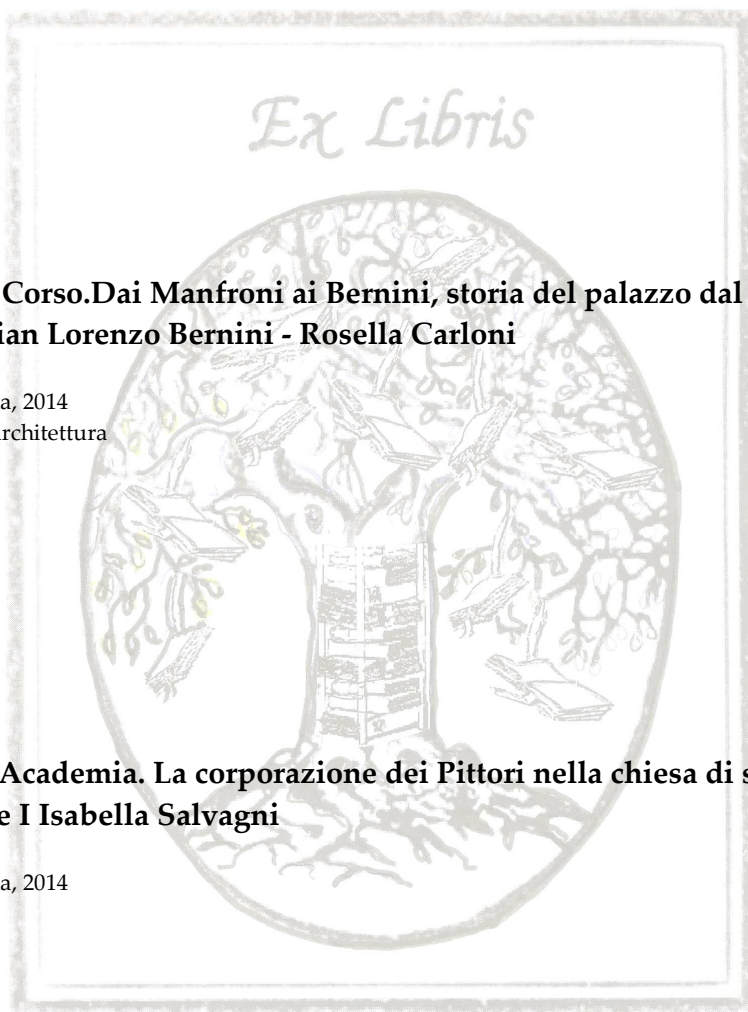 Ex Libris
Corso.Dai Manfroni ai Bernini, storia del palazzo dal
ian Lorenzo Bernini - Rosella Carloni
a, 2014
rchitettura
Academia. La corporazione dei Pittori nella chiesa di s
e I Isabella Salvagni
a, 2014